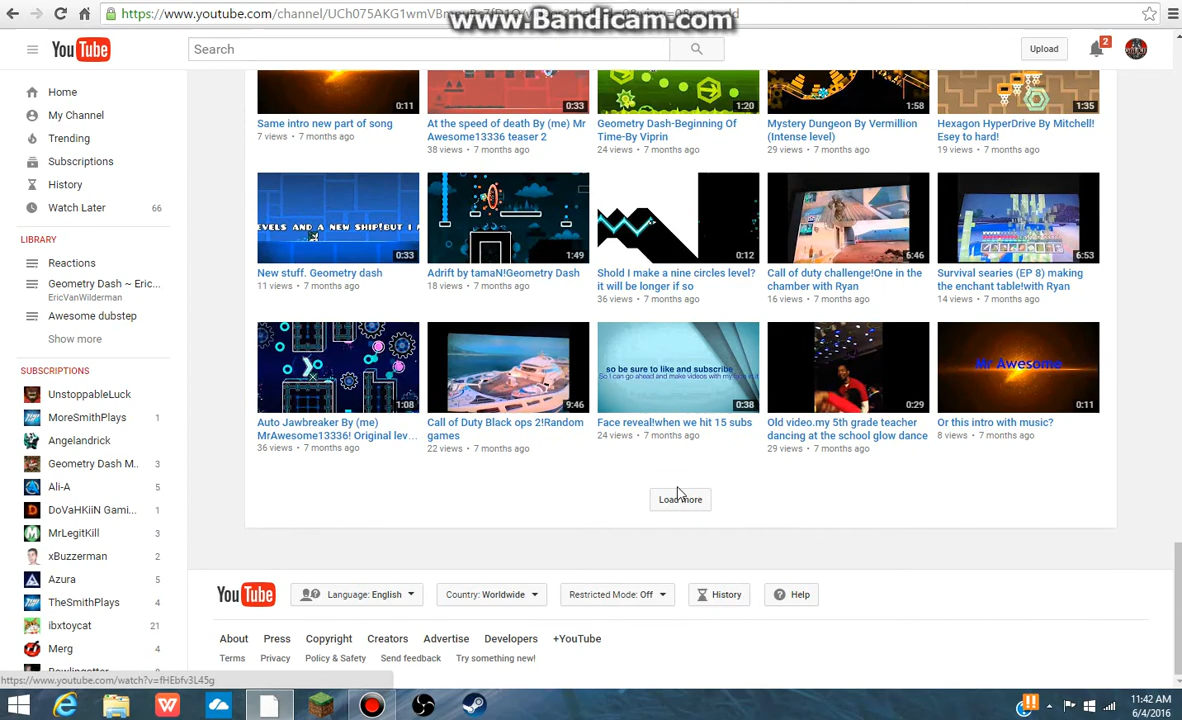 https://www.youtube.com/channel/
www.Bandicam.com
YouTube
Search
Upload
2
Home
My Channel
Trending
Subscriptions
History
Watch Later 66
LIBRARY
Reactions
Geometry Dash ~ Eric...
EricVanWilderman
Awesome dubstep
Show more
SUBSCRIPTIONS
UnstoppableLuck
MoreSmithPlays 1
Angelandrick
Geometry Dash M.. 3
Ali-A 5
DoVaHKiiN Gami... 1
MrLegitKill 3
xBuzzerman 2
Azura 5
TheSmithPlays 4
ibxtoycat 21
Merg 4
0:11 0:33 1:20 1:58 1:35
Same intro new part of song
7 views • 7 months ago
At the speed of death By (me) Mr
Awesome13336 teaser 2
38 views • 7 months ago
Geometry Dash-Beginning Of
Time-By Viprin
24 views • 7 months ago
Mystery Dungeon By Vermillion
(Intense level)
29 views • 7 months ago
Hexagon HyperDrive By Mitchell!
Esey to hard!
19 views • 7 months ago
EVELS AND A NEW SHIP!BUT I
0:33 1:49 0:12 6:46 6:53
New stuff. Geometry dash
11 views • 7 months ago
Adrift by tamaN!Geometry Dash
18 views • 7 months ago
Shold I make a nine circles level?
it will be longer if so
36 views • 7 months ago
Call of duty challenge!One in the
chamber with Ryan
16 views • 7 months ago
Survival searies (EP 8) making
the enchant table!with Ryan
14 views • 7 months ago
so be sure to like and subscribe
Mr Awesome
1:08 9:46 0:38 0:29 0:11
Auto Jawbreaker By (me)
MrAwesome13336! Original lev...
36 views • 7 months ago
Call of Duty Black ops 2!Random
games
22 views • 7 months ago
Face reveal!when we hit 15 subs
24 views • 7 months ago
Old video.my 5th grade teacher
dancing at the school glow dance
29 views • 7 months ago
Or this intro with music?
8 views • 7 months ago
Load more
YouTube
Language: English
Country: Worldwide
Restricted Mode: Off
History
Help
About Press Copyright Creators Advertise Developers +YouTube
Terms Privacy Policy & Safety Send feedback Try something new!
https://www.youtube.com/watch?v=fHEbfv3L45g
11:42 AM
6/4/2016